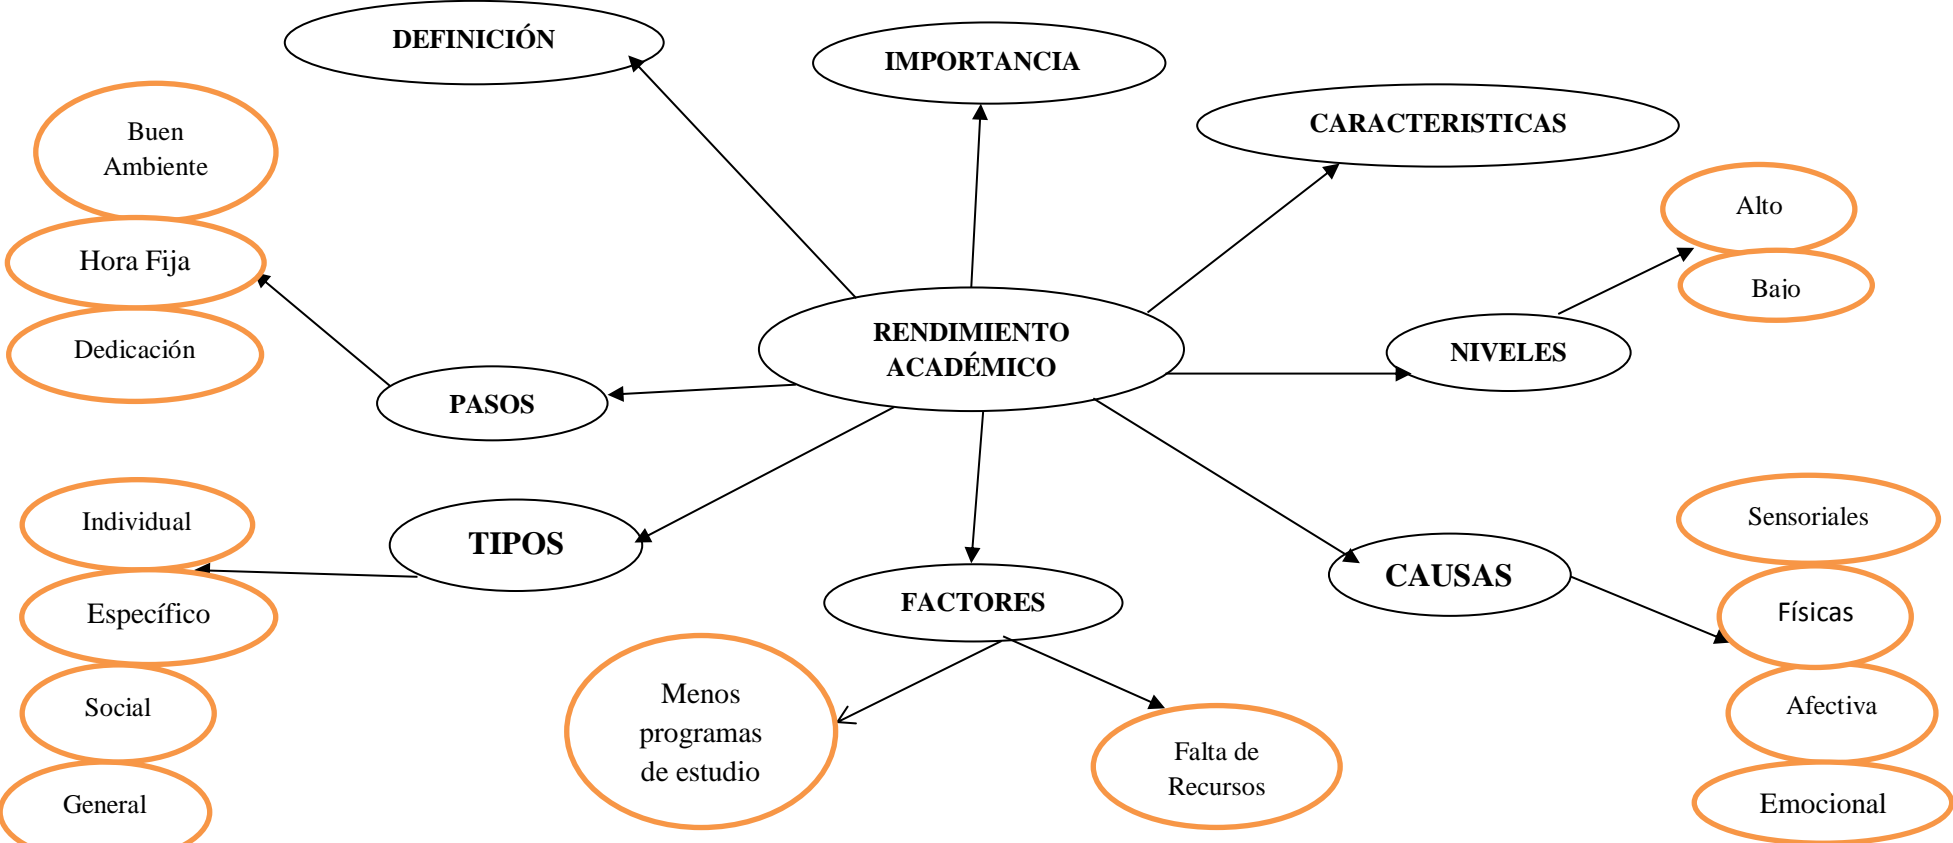 DEFINICIÓN
IMPORTANCIA
CARACTERISTICAS
Buen
Ambiente
Hora Fija
Dedicación
Alto
Bajo
RENDIMIENTO
ACADÉMICO
NIVELES
PASOS
Individual
Específico
Social
General
TIPOS
FACTORES
CAUSAS
Sensoriales
Físicas
Afectiva
Emocional
Menos
programas
de estudio
Falta de
Recursos